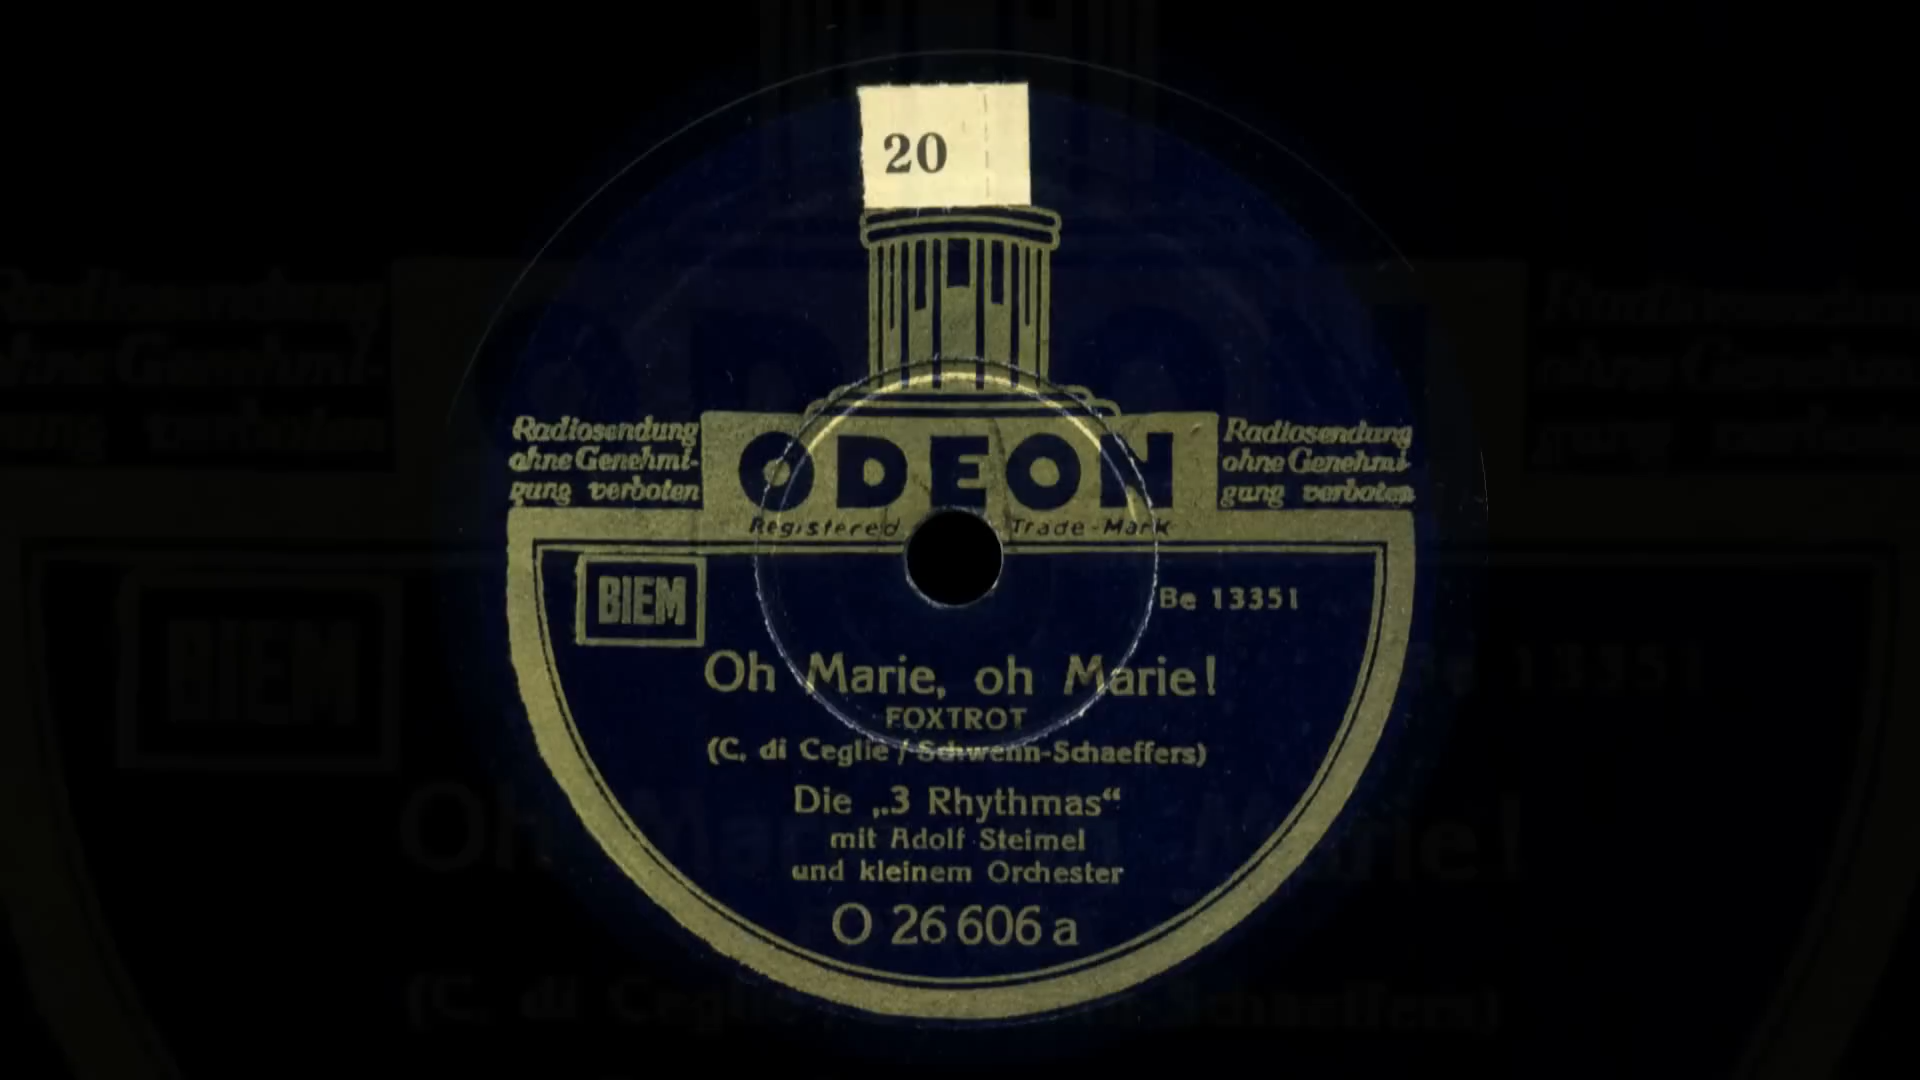 20
Radiosendung
ohne Genehmi-
gung verboten
ODEON
Registered Trade-Mark
Radiosendung
ohne Genehmi-
gung verboten
BIEM
Be 13351
Oh Marie, oh Marie!
FOXTROT
(C. di Ceglie / Schwenn-Schaeffers)
Die „3 Rhythmas“
mit Adolf Steimel
und kleinem Orchester
O 26 606 a